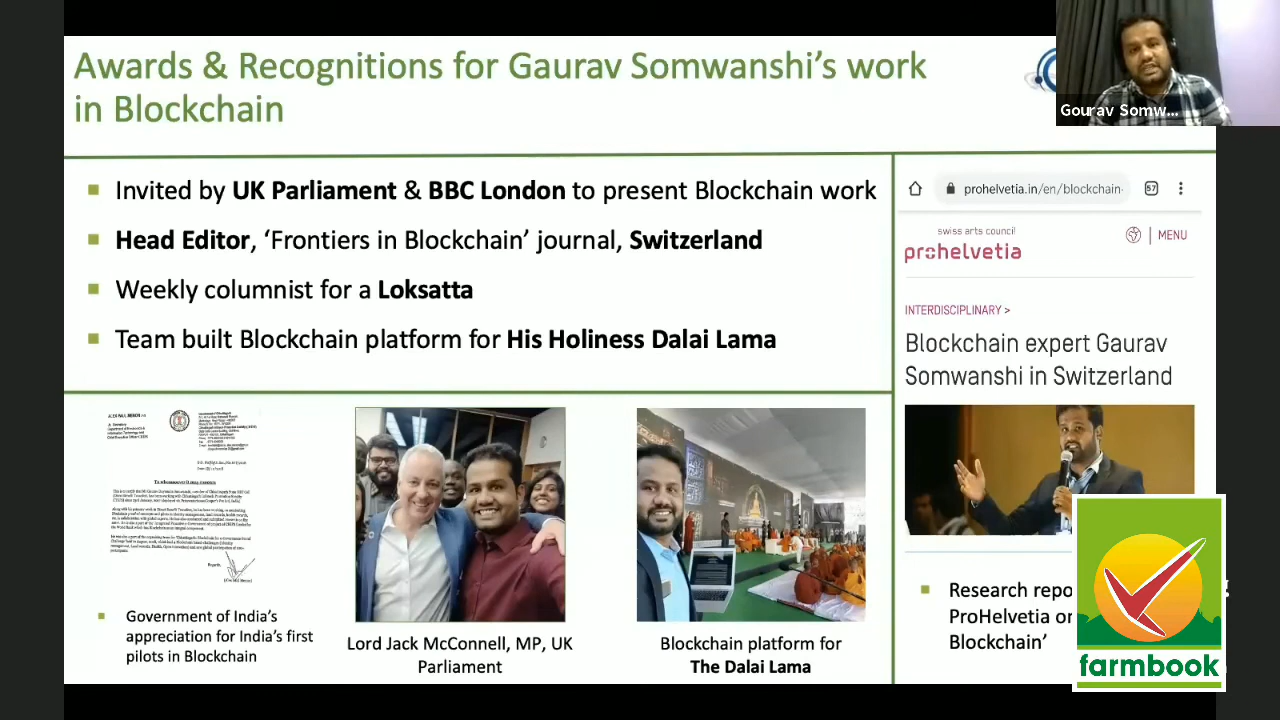 Awards & Recognitions for Gaurav Somwanshi's work
in Blockchain
Gourav Somw...
Invited by UK Parliament & BBC London to present Blockchain work
Head Editor, ‘Frontiers in Blockchain’ journal, Switzerland
Weekly columnist for a Loksatta
Team built Blockchain platform for His Holiness Dalai Lama
prohelvetia.in/en/blockchain-
57
swiss arts council
prohelvetia
MENU
INTERDISCIPLINARY >
Blockchain expert Gaurav
Somwanshi in Switzerland
Government of India's
appreciation for India's first
pilots in Blockchain
Lord Jack McConnell, MP, UK
Parliament
Blockchain platform for
The Dalai Lama
Research repo
ProHelvetia or
Blockchain’
farmbook